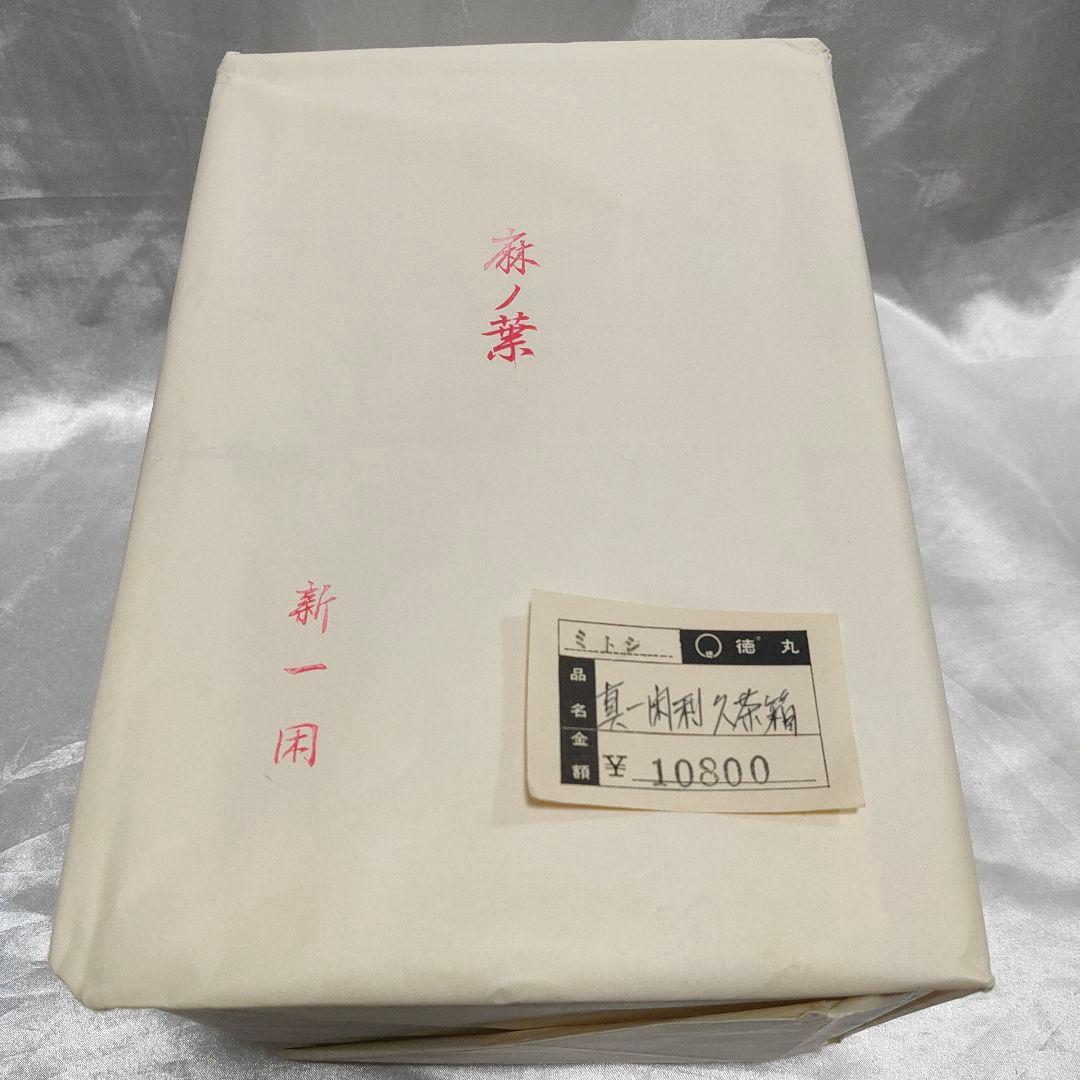 麻ノ葉
新一閑
ミトシ
徳丸
品名
真一閑利久茶箱
金額
¥ 10800